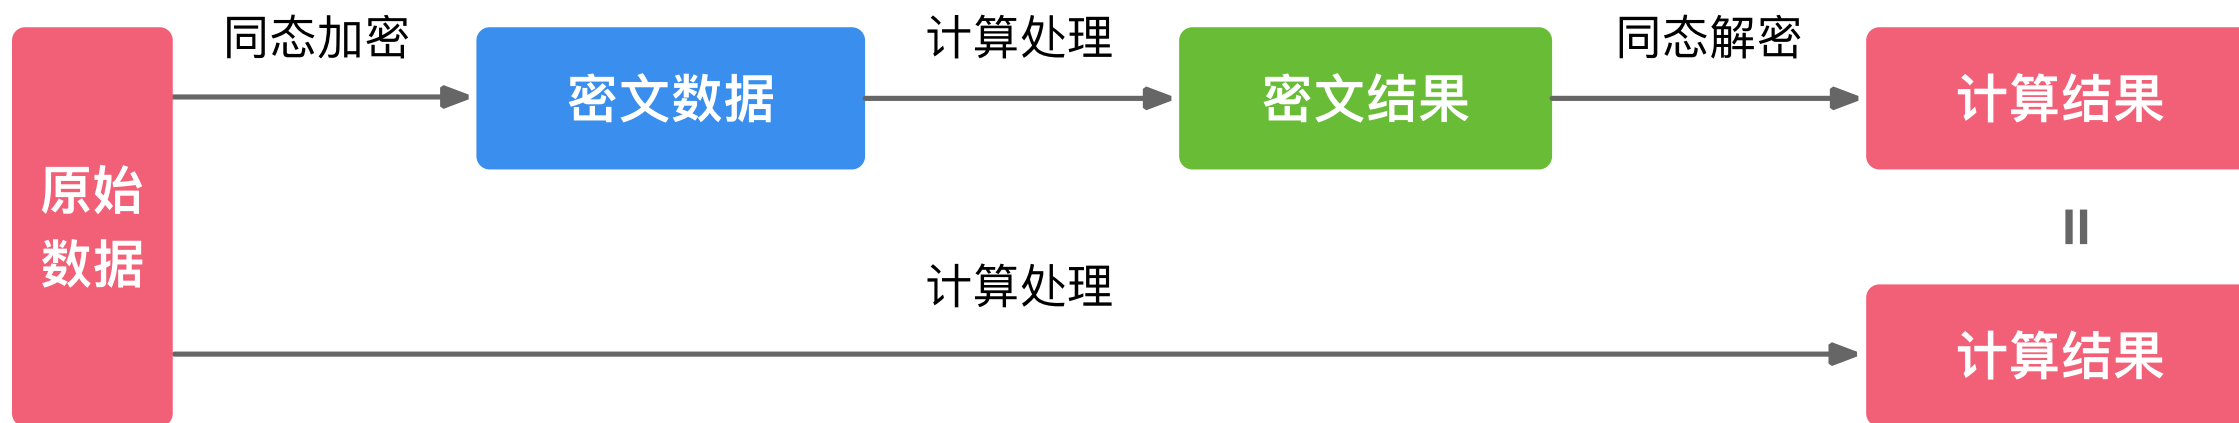 同态加密
计算处理
同态解密
密文数据
密文结果
计算结果
原始
数据
=
计算处理
计算结果